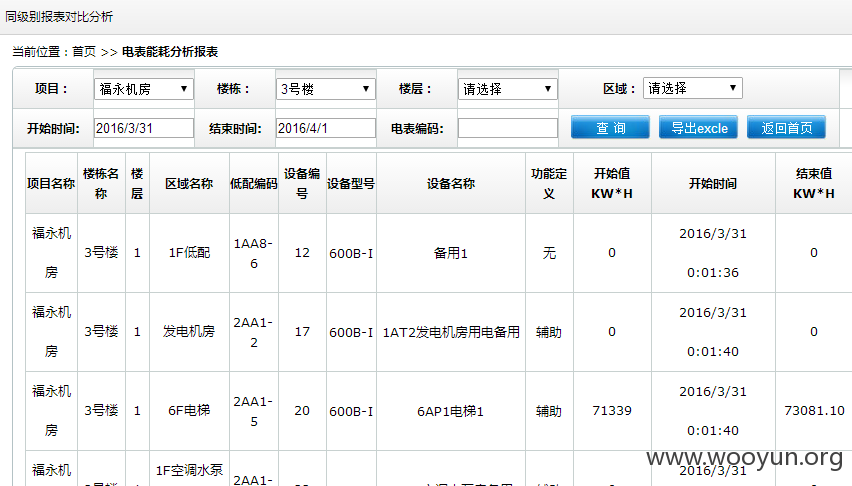 同级别报表对比分析
当前位置：首页 >> 电表能耗分析报表
项目： 福永机房 楼栋： 3号楼 楼层： 请选择 区域： 请选择
开始时间: 2016/3/31 结束时间: 2016/4/1 电表编码: 查 询 导出excle 返回首页
项目名称 楼栋名称 楼层 区域名称 低配编码 设备编号 设备型号 设备名称 功能定义 开始值KW*H 开始时间 结束值KW*H
福永机房 3号楼 1 1F低配 1AA8-6 12 600B-I 备用1 无 0 2016/3/31 0:01:36 0
福永机房 3号楼 1 发电机房 2AA1-2 17 600B-I 1AT2发电机房用电备用 辅助 0 2016/3/31 0:01:40 0
福永机房 3号楼 1 6F电梯 2AA1-5 20 600B-I 6AP1电梯1 辅助 71339 2016/3/31 0:01:40 73081.10
福永机 1F空调水泵 2AA1- 2016/3/31
www.wooyun.org